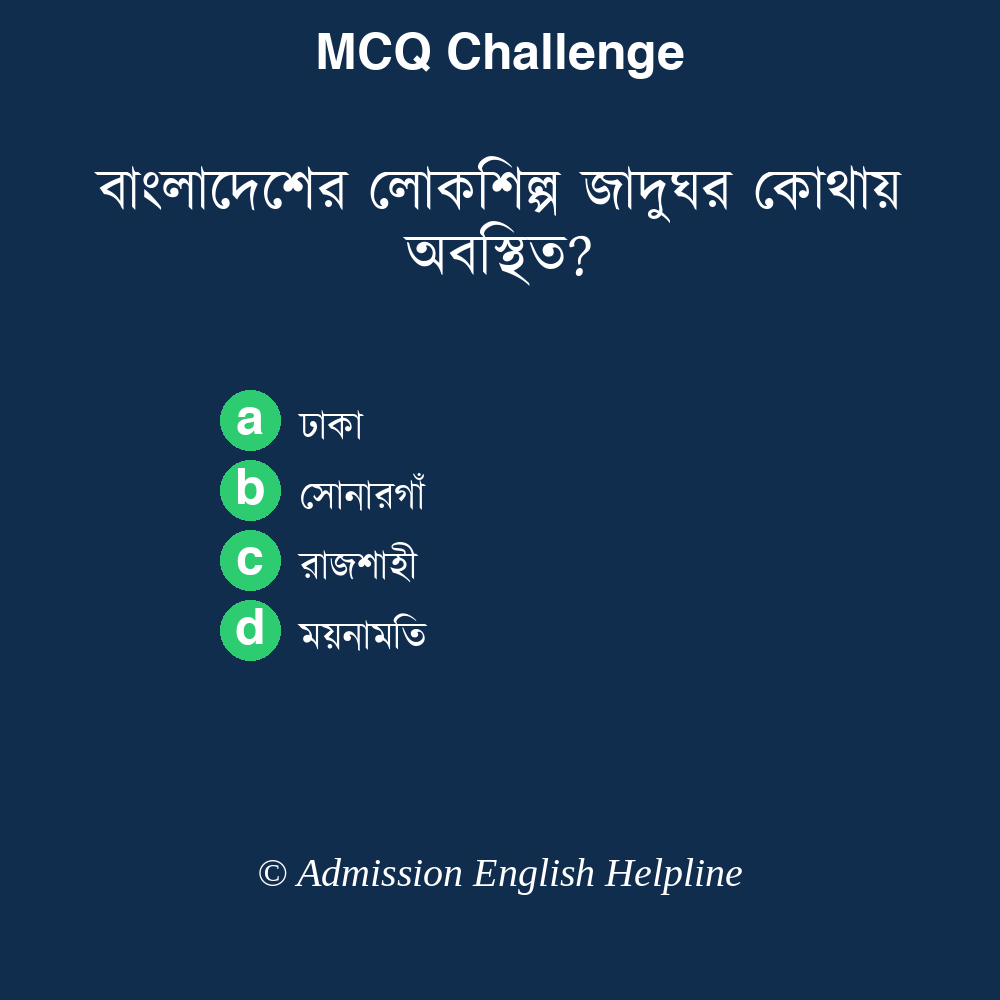 MCQ Challenge
বাংলাদেশের লোকশিল্প জাদুঘর কোথায়
অবস্থিত?
a ঢাকা
b সোনারগাঁ
c রাজশাহী
d ময়নামতি
© Admission English Helpline